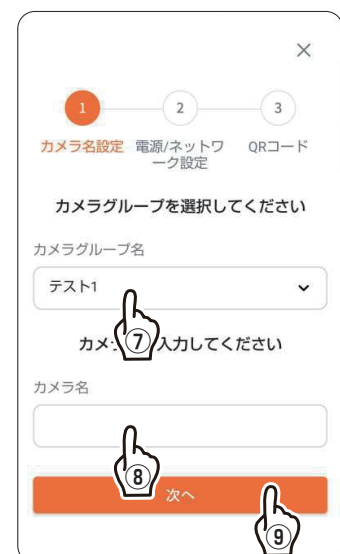 ×
1 2 3
カメラ名設定 電源/ネットワ QRコード
ーク設定
カメラグループを選択してください
カメラグループ名
テスト1
⑦
カメ 入力してください
カメラ名
⑧
次へ
⑨